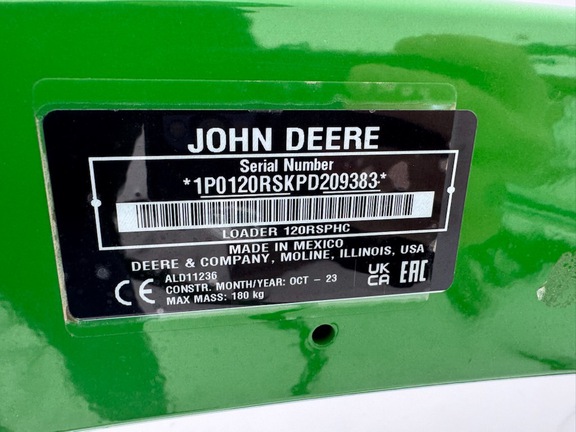 JOHN DEERE
Serial Number
*1P0120RSKPD209383*
LOADER 120RSPHC
MADE IN MEXICO
DEERE & COMPANY, MOLINE, ILLINOIS, USA
ALD11236
CONSTR. MONTH/YEAR: OCT - 23
MAX MASS: 180 kg
CE
UK
CA
EAC